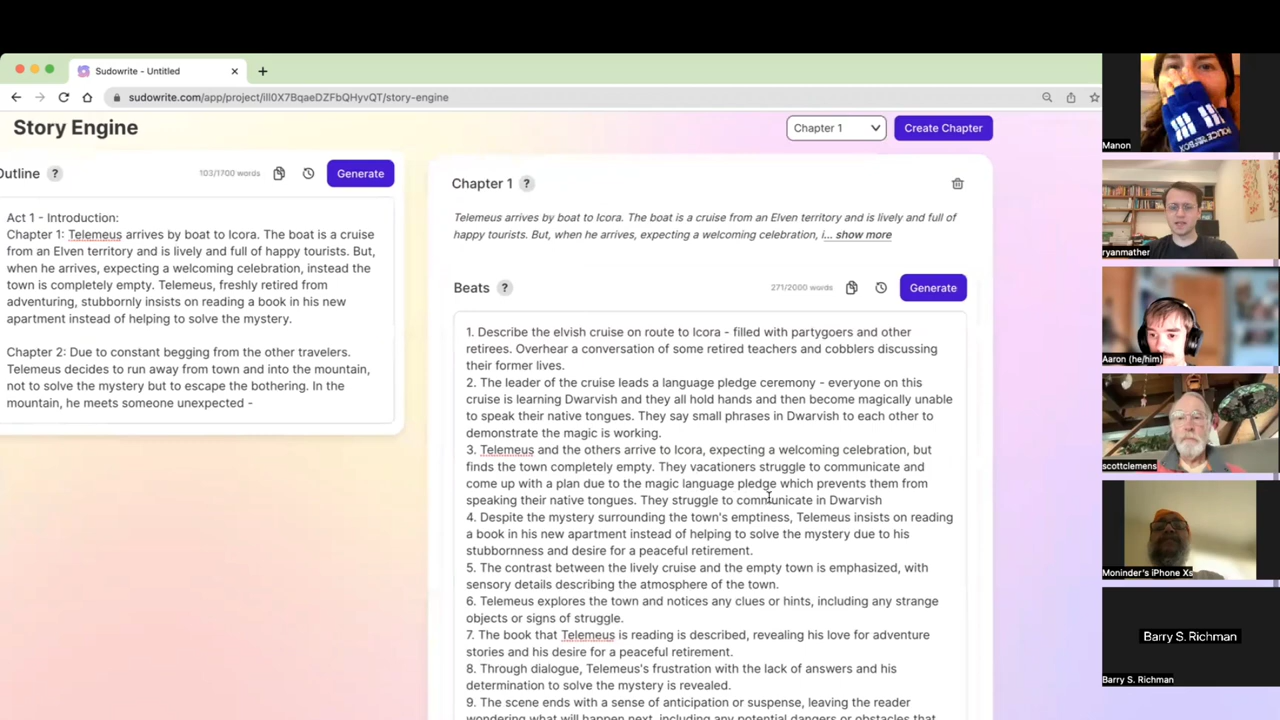 Sudowrite - Untitled
sudowrite.com/app/project/ill0X7BqaeDZFbQHyvQT/story-engine
Story Engine
Chapter 1
Create Chapter
Outline
103/1700 words
Generate
Act 1 - Introduction:
Chapter 1: Telemeus arrives by boat to Icora. The boat is a cruise
from an Elven territory and is lively and full of happy tourists. But,
when he arrives, expecting a welcoming celebration, instead the
town is completely empty. Telemeus, freshly retired from
adventuring, stubbornly insists on reading a book in his new
apartment instead of helping to solve the mystery.
Chapter 2: Due to constant begging from the other travelers.
Telemeus decides to run away from town and into the mountain,
not to solve the mystery but to escape the bothering. In the
mountain, he meets someone unexpected -
Chapter 1
Telemeus arrives by boat to Icora. The boat is a cruise from an Elven territory and is lively and full of
happy tourists. But, when he arrives, expecting a welcoming celebration, i... show more
Beats
271/2000 words
Generate
1. Describe the elvish cruise on route to Icora - filled with partygoers and other
retirees. Overhear a conversation of some retired teachers and cobblers discussing
their former lives.
2. The leader of the cruise leads a language pledge ceremony - everyone on this
cruise is learning Dwarvish and they all hold hands and then become magically unable
to speak their native tongues. They say small phrases in Dwarvish to each other to
demonstrate the magic is working.
3. Telemeus and the others arrive to Icora, expecting a welcoming celebration, but
finds the town completely empty. They vacationers struggle to communicate and
come up with a plan due to the magic language pledge which prevents them from
speaking their native tongues. They struggle to communicate in Dwarvish
4. Despite the mystery surrounding the town's emptiness, Telemeus insists on reading
a book in his new apartment instead of helping to solve the mystery due to his
stubbornness and desire for a peaceful retirement.
5. The contrast between the lively cruise and the empty town is emphasized, with
sensory details describing the atmosphere of the town.
6. Telemeus explores the town and notices any clues or hints, including any strange
objects or signs of struggle.
7. The book that Telemeus is reading is described, revealing his love for adventure
stories and his desire for a peaceful retirement.
8. Through dialogue, Telemeus's frustration with the lack of answers and his
determination to solve the mystery is revealed.
9. The scene ends with a sense of anticipation or suspense, leaving the reader
wondering what will happen next, including any potential dangers or obstacles that
POLICE BOX
Manon
ryanmather
Aaron (he/him)
scottclemens
Moninder's iPhone Xs
Barry S. Richman
Barry S. Richman